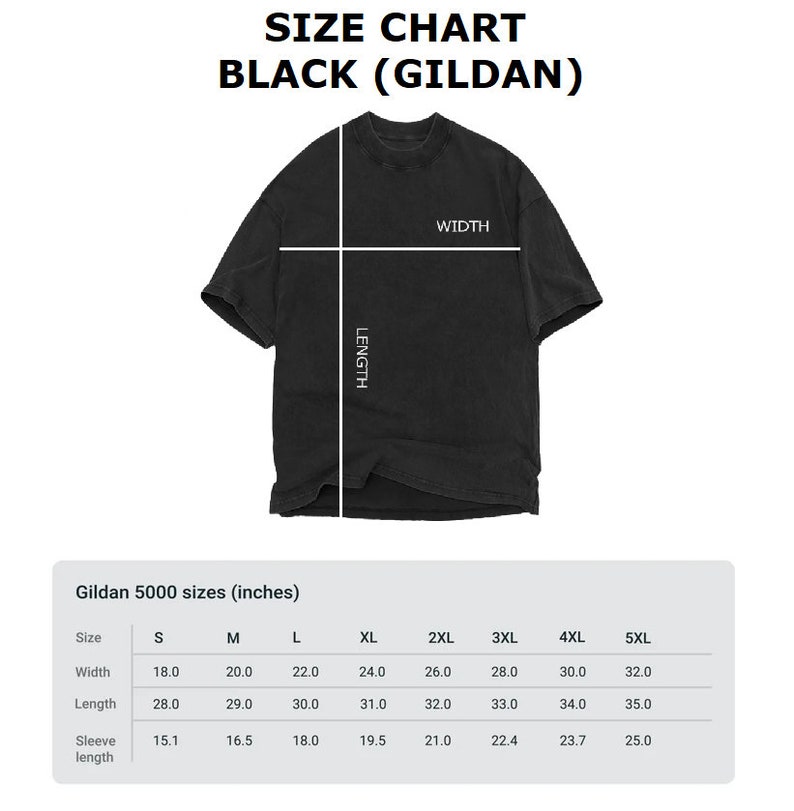 SIZE CHART
BLACK (GILDAN)
WIDTH
LENGTH
Gildan 5000 sizes (inches)
Size S M L XL 2XL 3XL 4XL 5XL
Width 18.0 20.0 22.0 24.0 26.0 28.0 30.0 32.0
Length 28.0 29.0 30.0 31.0 32.0 33.0 34.0 35.0
Sleeve length 15.1 16.5 18.0 19.5 21.0 22.4 23.7 25.0